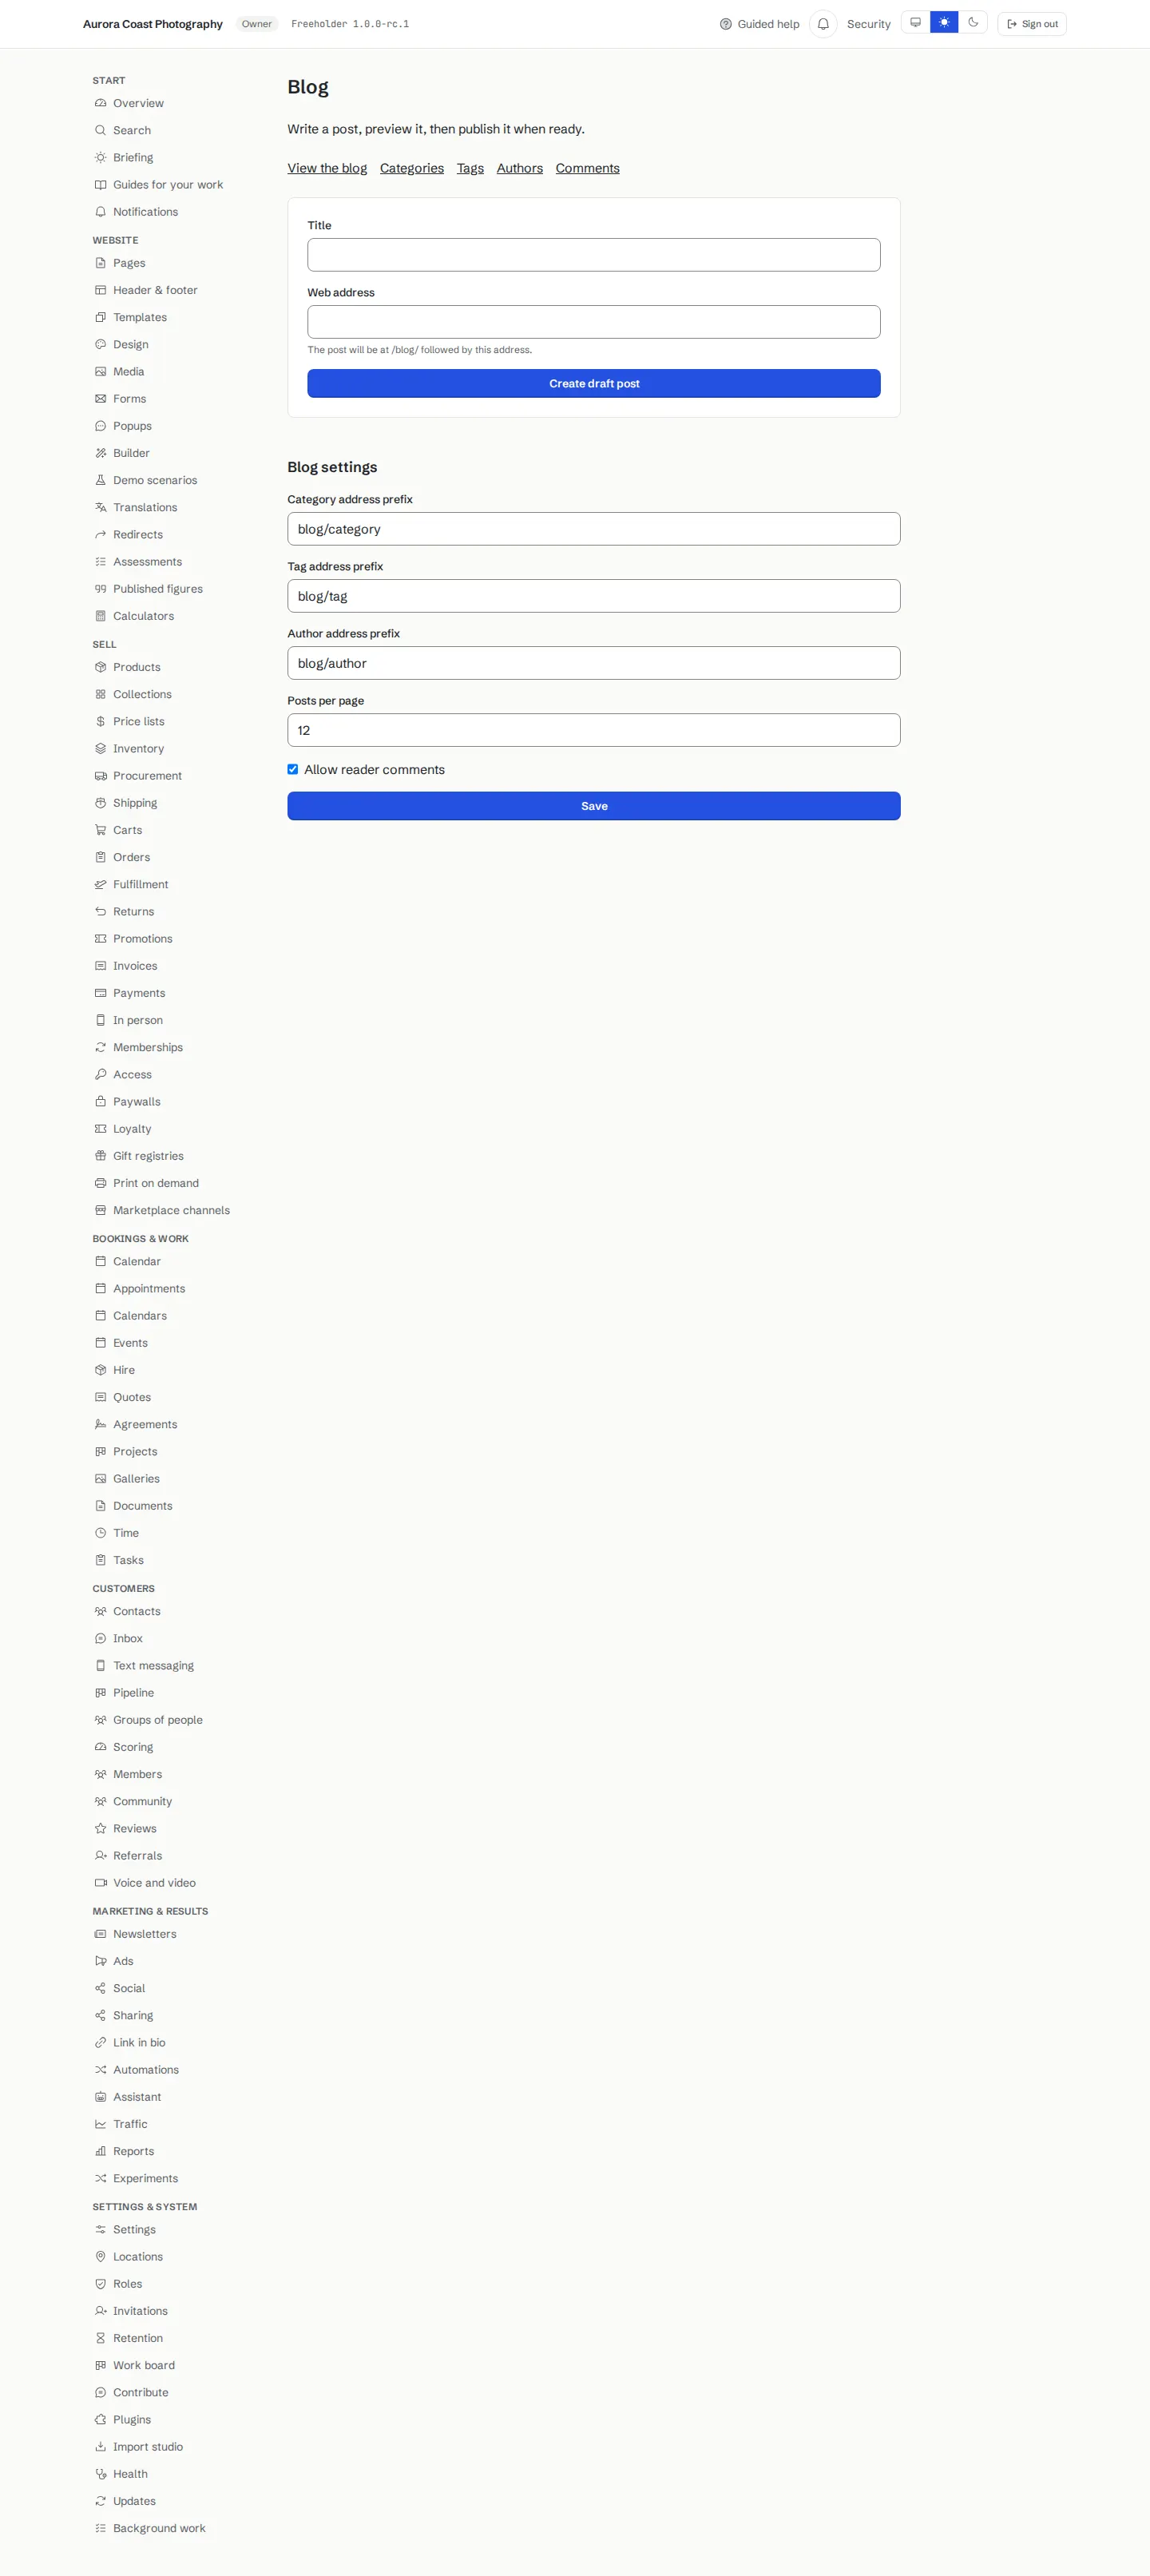 Aurora Coast Photography Owner Freeholder 1.0.0-rc.1 Guided help Security Sign out
START
Overview
Search
Briefing
Guides for your work
Notifications
WEBSITE
Pages
Header & footer
Templates
Design
Media
Forms
Popups
Builder
Demo scenarios
Translations
Redirects
Assessments
Published figures
Calculators
SELL
Products
Collections
Price lists
Inventory
Procurement
Shipping
Carts
Orders
Fulfillment
Returns
Promotions
Invoices
Payments
In person
Memberships
Access
Paywalls
Loyalty
Gift registries
Print on demand
Marketplace channels
BOOKINGS & WORK
Calendar
Appointments
Calendars
Events
Hire
Quotes
Agreements
Projects
Galleries
Documents
Time
Tasks
CUSTOMERS
Contacts
Inbox
Text messaging
Pipeline
Groups of people
Scoring
Members
Community
Reviews
Referrals
Voice and video
MARKETING & RESULTS
Newsletters
Ads
Social
Sharing
Link in bio
Automations
Assistant
Traffic
Reports
Experiments
SETTINGS & SYSTEM
Settings
Locations
Roles
Invitations
Retention
Work board
Contribute
Plugins
Import studio
Health
Updates
Background work
Blog
Write a post, preview it, then publish it when ready.
View the blog Categories Tags Authors Comments
Title
Web address
The post will be at /blog/ followed by this address.
Create draft post
Blog settings
Category address prefix
blog/category
Tag address prefix
blog/tag
Author address prefix
blog/author
Posts per page
12
Allow reader comments
Save